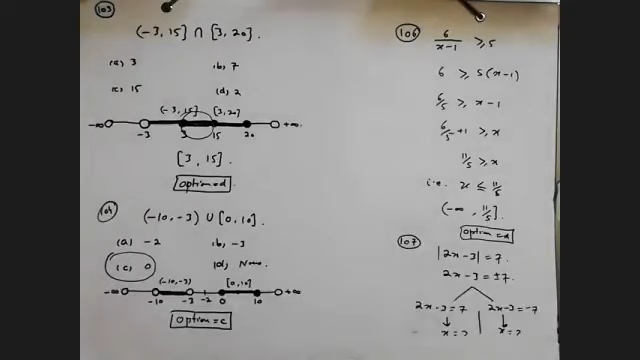 103
(-3, 15] ∩ [3, 20].
(a) 3
(b) 7
(c) 15
(d) 2
(-3, 15] [3, 20]
-∞ -3 3 15 20 +∞
[3, 15].
Option = d
104
(-10, -3) ∪ [0, 10].
(a) -2
(b) -3
(c) 0
(d) None
(-10, -3) [0, 10]
-∞ -10 -3 -2 0 10 +∞
Option = c
106
6/(x-1) ≥ 5
6 ≥ 5(x-1)
6/5 ≥ x-1
6/5 + 1 ≥ x
11/5 ≥ x
i.e. x ≤ 11/5
(-∞, 11/5].
Option = d
107
|2x-3| = 7.
2x-3 = ±7.
2x-3=7 2x-3=-7
x=? x=?